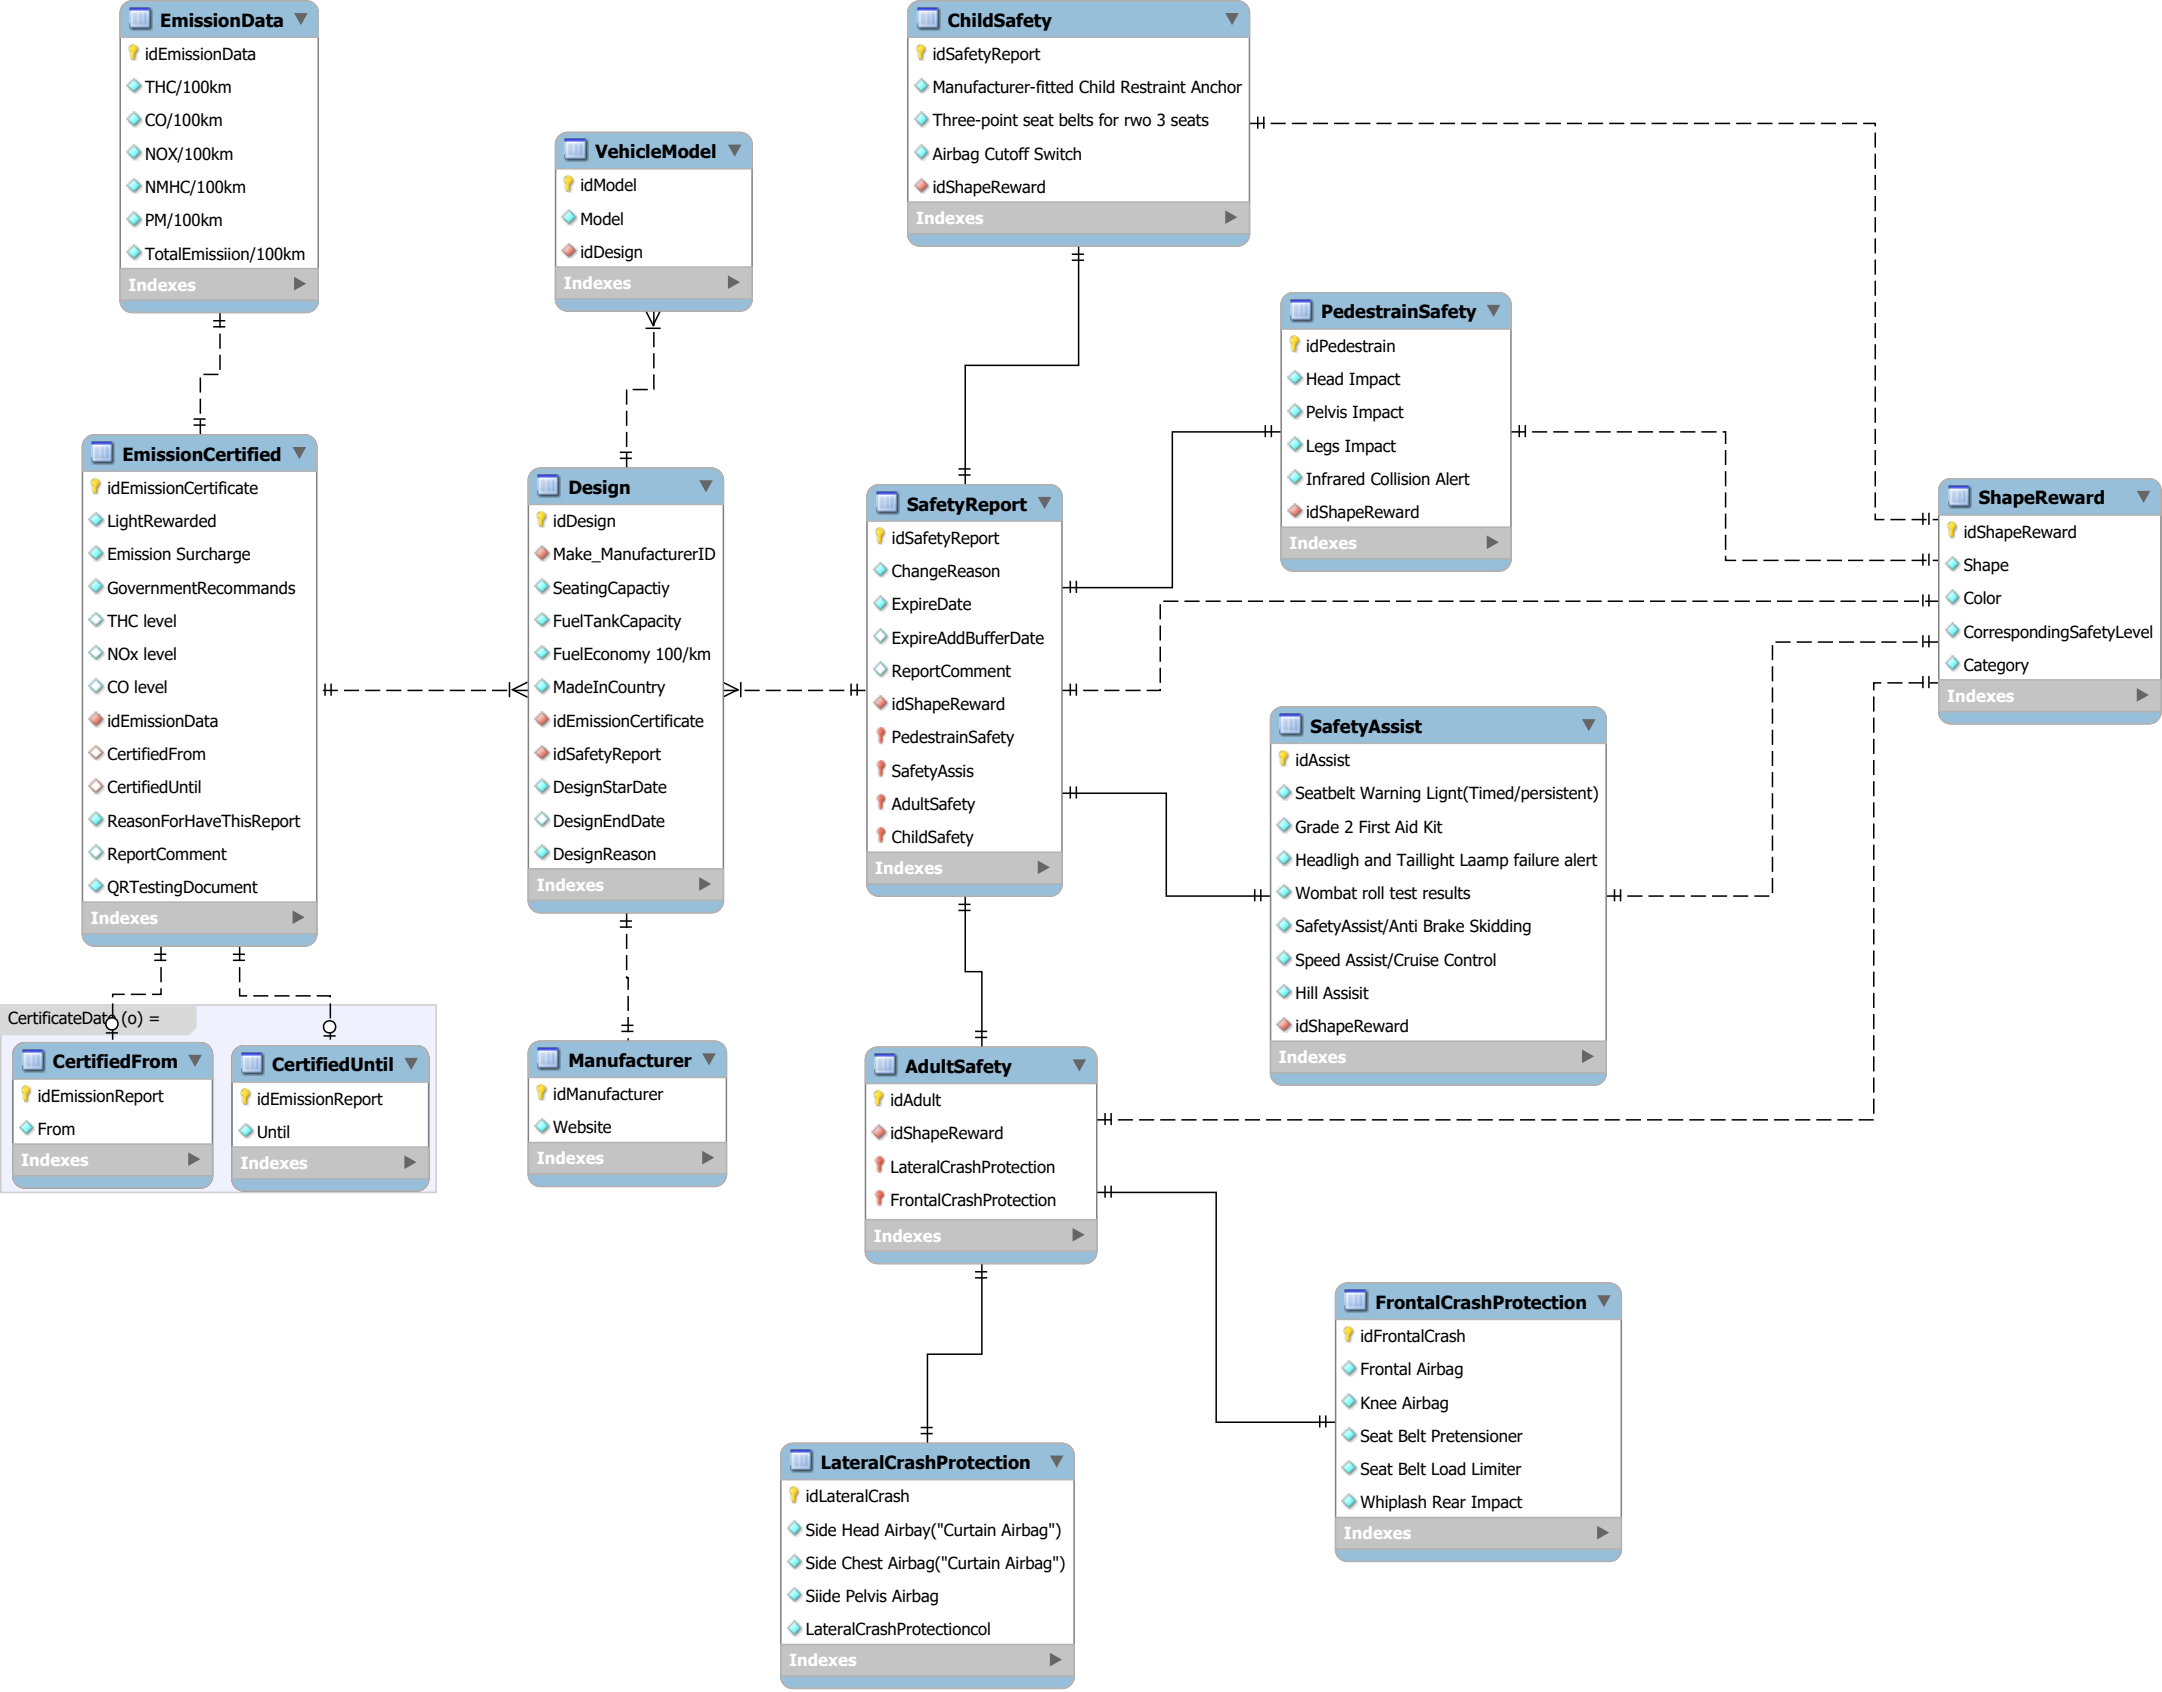 EmissionData
idEmissionData
THC/100km
CO/100km
NOX/100km
NMHC/100km
PM/100km
TotalEmissiion/100km
Indexes
ChildSafety
idSafetyReport
Manufacturer-fitted Child Restraint Anchor
Three-point seat belts for rwo 3 seats
Airbag Cutoff Switch
idShapeReward
Indexes
VehicleModel
idModel
Model
idDesign
Indexes
PedestrainSafety
idPedestrain
Head Impact
Pelvis Impact
Legs Impact
Infrared Collision Alert
idShapeReward
Indexes
EmissionCertified
idEmissionCertificate
LightRewarded
Emission Surcharge
GovernmentRecommands
THC level
NOx level
CO level
idEmissionData
CertifiedFrom
CertifiedUntil
ReasonForHaveThisReport
ReportComment
QRTestingDocument
Indexes
Design
idDesign
Make_ManufacturerID
SeatingCapactiy
FuelTankCapacity
FuelEconomy 100/km
MadeInCountry
idEmissionCertificate
idSafetyReport
DesignStarDate
DesignEndDate
DesignReason
Indexes
SafetyReport
idSafetyReport
ChangeReason
ExpireDate
ExpireAddBufferDate
ReportComment
idShapeReward
PedestrainSafety
SafetyAssis
AdultSafety
ChildSafety
Indexes
ShapeReward
idShapeReward
Shape
Color
CorrespondingSafetyLevel
Category
Indexes
SafetyAssist
idAssist
Seatbelt Warning Lignt(Timed/persistent)
Grade 2 First Aid Kit
Headligh and Taillight Laamp failure alert
Wombat roll test results
SafetyAssist/Anti Brake Skidding
Speed Assist/Cruise Control
Hill Assisit
idShapeReward
Indexes
CertificateDate (o) =
CertifiedFrom
idEmissionReport
From
Indexes
CertifiedUntil
idEmissionReport
Until
Indexes
Manufacturer
idManufacturer
Website
Indexes
AdultSafety
idAdult
idShapeReward
LateralCrashProtection
FrontalCrashProtection
Indexes
FrontalCrashProtection
idFrontalCrash
Frontal Airbag
Knee Airbag
Seat Belt Pretensioner
Seat Belt Load Limiter
Whiplash Rear Impact
Indexes
LateralCrashProtection
idLateralCrash
Side Head Airbay("Curtain Airbag")
Side Chest Airbag("Curtain Airbag")
Siide Pelvis Airbag
LateralCrashProtectioncol
Indexes